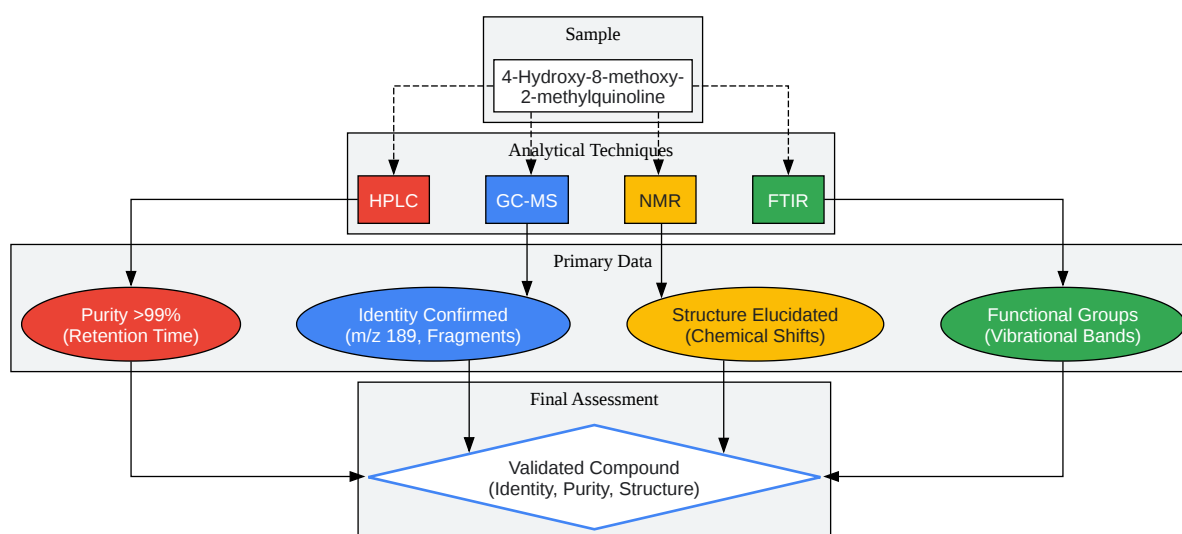 Sample
4-Hydroxy-8-methoxy-
2-methylquinoline
Analytical Techniques
HPLC
GC-MS
NMR
FTIR
Primary Data
Purity >99%
(Retention Time)
Identity Confirmed
(m/z 189, Fragments)
Structure Elucidated
(Chemical Shifts)
Functional Groups
(Vibrational Bands)
Final Assessment
Validated Compound
(Identity, Purity, Structure)